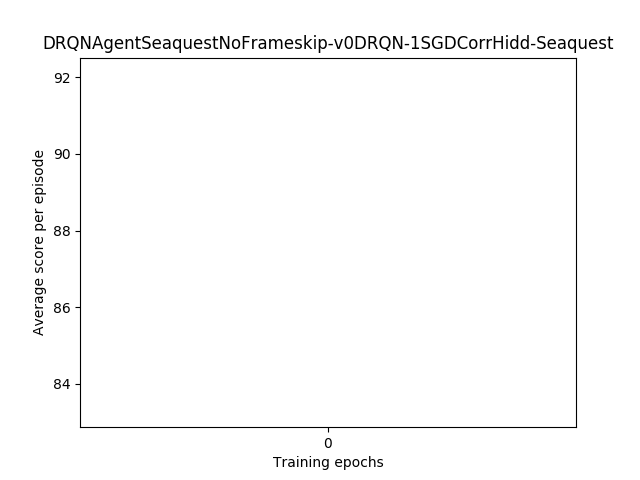 DRQNAgentSeaquestNoFrameskip-v0DRQN-1SGDCorrHidd-Seaquest
92
90
88
86
84
Average score per episode
0
Training epochs